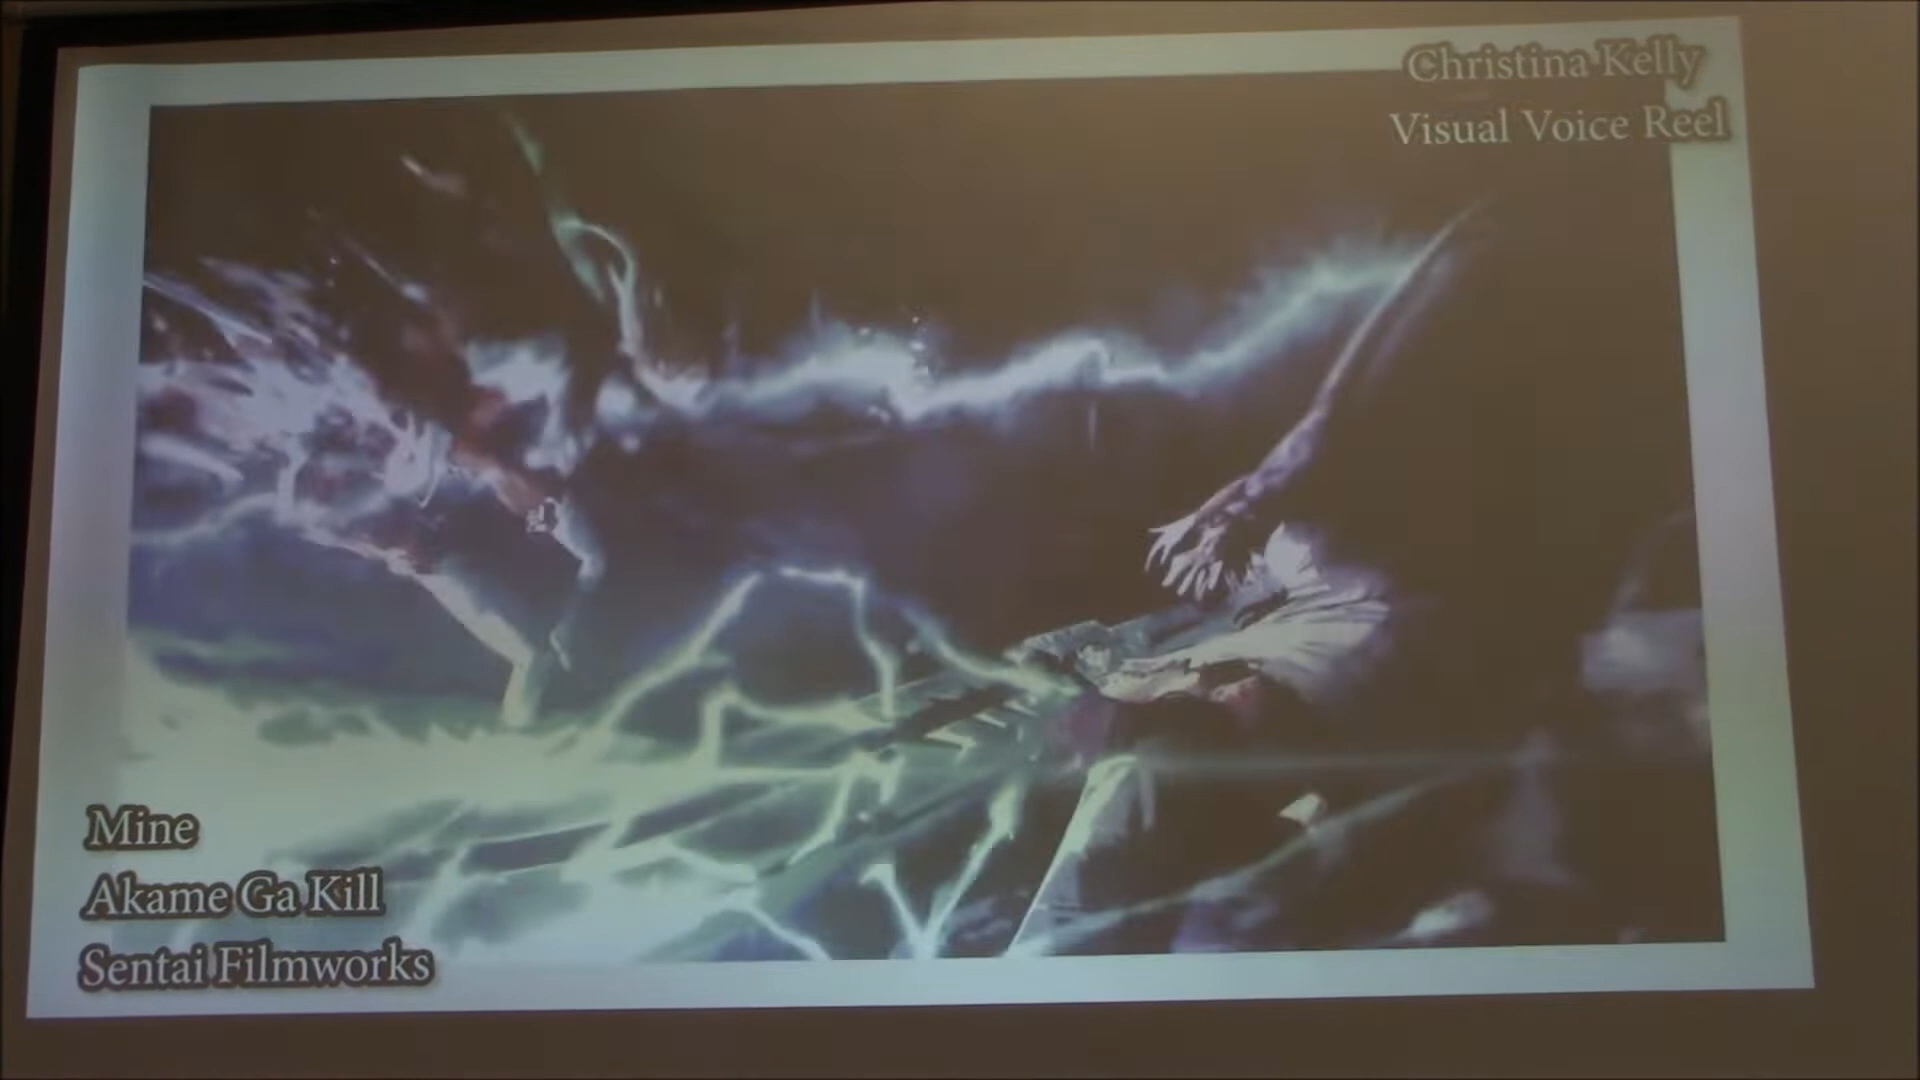 Christina Kelly
Visual Voice Reel
Mine
Akame Ga Kill
Sentai Filmworks